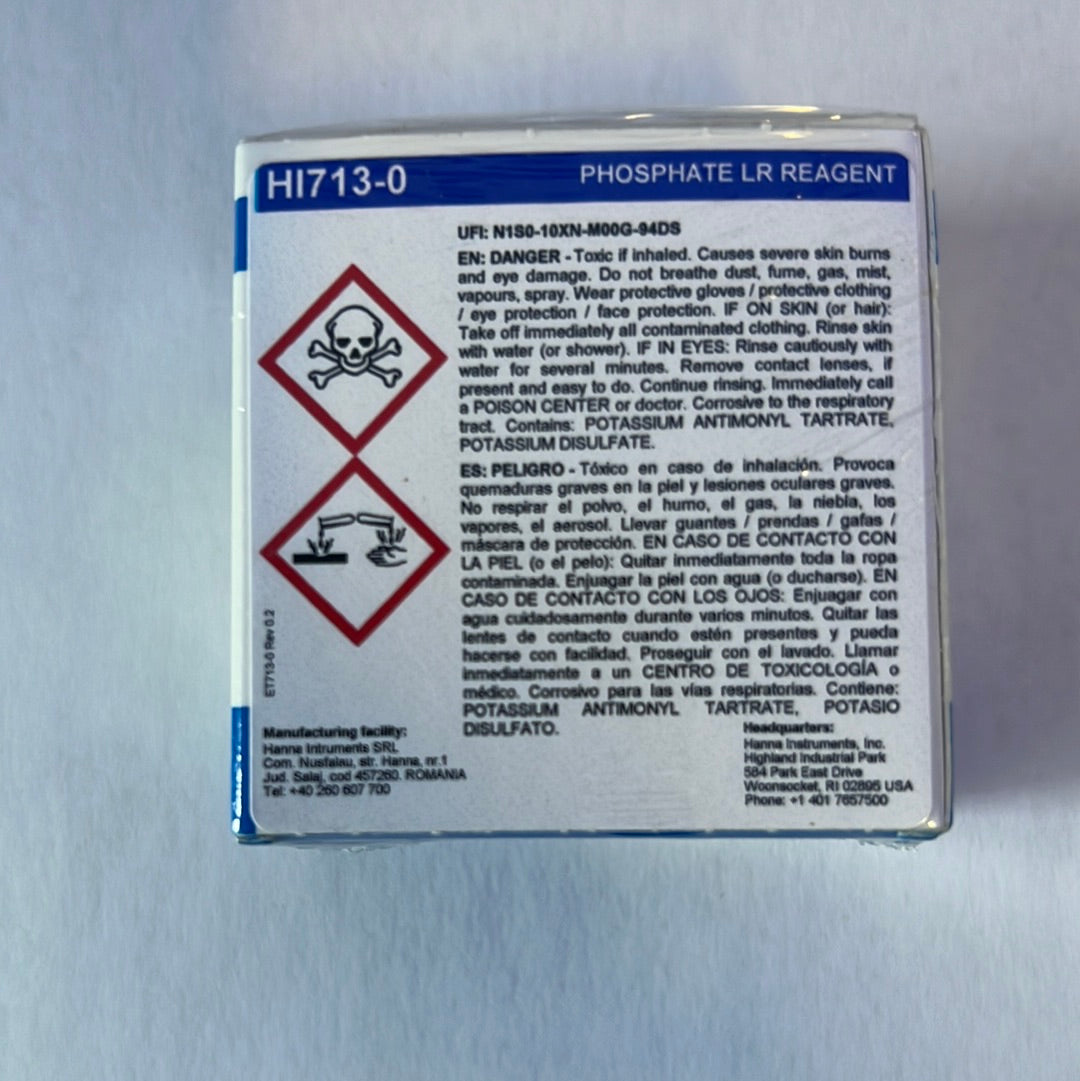 HI713-0
PHOSPHATE LR REAGENT
UFI: N1S0-10XN-M00G-94DS
EN: DANGER - Toxic if inhaled. Causes severe skin burns
and eye damage. Do not breathe dust, fume, gas, mist,
vapours, spray. Wear protective gloves / protective clothing
/ eye protection / face protection. IF ON SKIN (or hair):
Take off immediately all contaminated clothing. Rinse skin
with water (or shower). IF IN EYES: Rinse cautiously with
water for several minutes. Remove contact lenses, if
present and easy to do. Continue rinsing. Immediately call
a POISON CENTER or doctor. Corrosive to the respiratory
tract. Contains: POTASSIUM ANTIMONYL TARTRATE,
POTASSIUM DISULFATE.
ES: PELIGRO - Tóxico en caso de inhalación. Provoca
quemaduras graves en la piel y lesiones oculares graves.
No respirar el polvo, el humo, el gas, la niebla, los
vapores, el aerosol. Llevar guantes / prendas / gafas /
máscara de protección. EN CASO DE CONTACTO CON
LA PIEL (o el pelo): Quitar inmediatamente toda la ropa
contaminada. Enjuagar la piel con agua (o ducharse). EN
CASO DE CONTACTO CON LOS OJOS: Enjuagar con
agua cuidadosamente durante varios minutos. Quitar las
lentes de contacto cuando estén presentes y pueda
hacerse con facilidad. Proseguir con el lavado. Llamar
inmediatamente a un CENTRO DE TOXICOLOGÍA o
médico. Corrosivo para las vías respiratorias. Contiene:
POTASSIUM ANTIMONYL TARTRATE, POTASIO
DISULFATO.
ET713-0 Rev 0.2
Manufacturing facility:
Hanna Intruments SRL
Com. Nusfalau, str. Hanna, nr.1
Jud. Salaj, cod 457260. ROMANIA
Tel: +40 260 607 700
Headquarters:
Hanna Instruments, Inc.
Highland Industrial Park
584 Park East Drive
Woonsocket, RI 02895 USA
Phone: +1 401 7657500